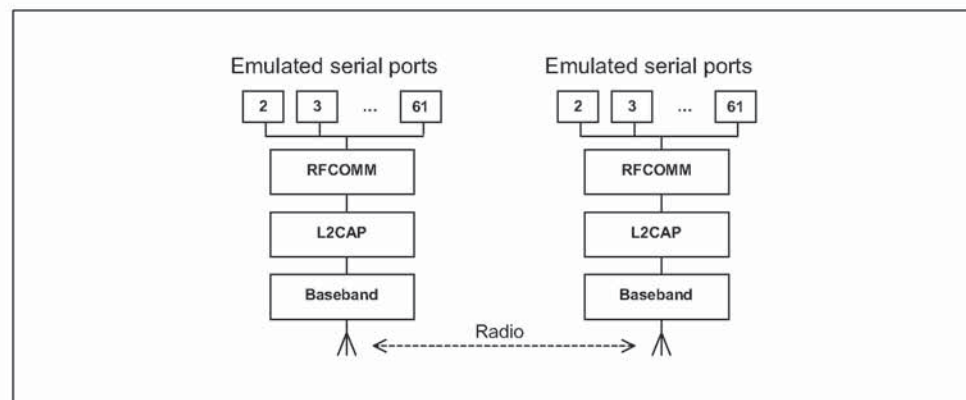 Emulated serial ports
2 3 ... 61
RFCOMM
L2CAP
Baseband
Emulated serial ports
2 3 ... 61
RFCOMM
L2CAP
Baseband
Radio